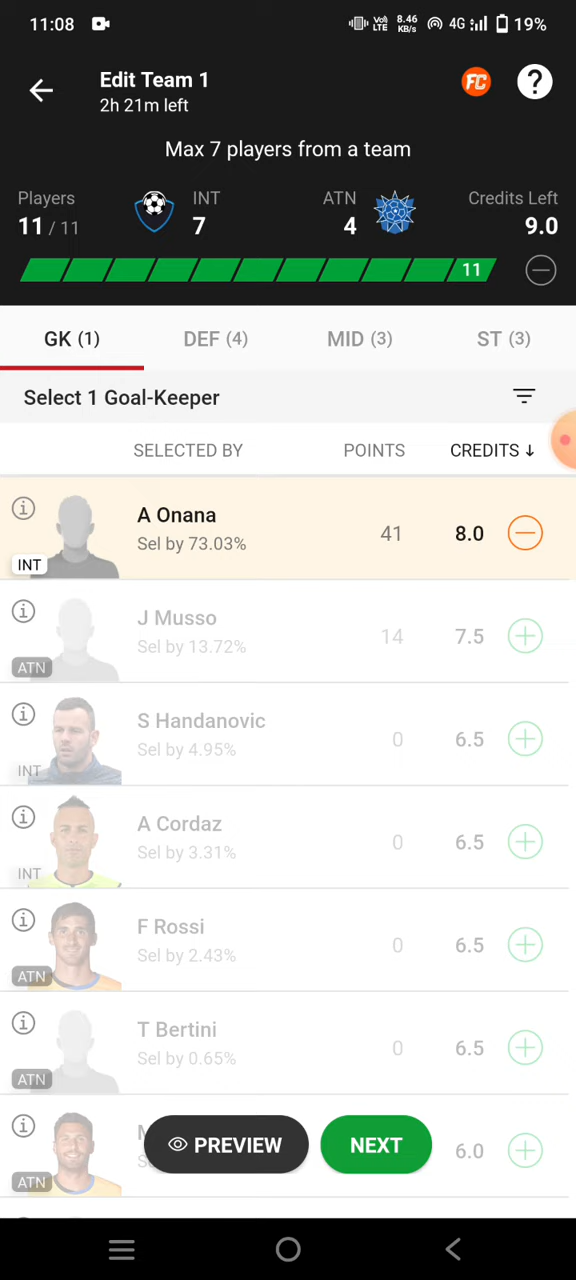 11:08 Vo) LTE 8.46 KB/s 4G 19%
Edit Team 1
2h 21m left
FC ?
Max 7 players from a team
Players INT ATN Credits Left
11 / 11 7 4 9.0
11
GK (1) DEF (4) MID (3) ST (3)
Select 1 Goal-Keeper
SELECTED BY POINTS CREDITS ↓
A Onana
Sel by 73.03% 41 8.0
INT
J Musso
Sel by 13.72% 14 7.5
ATN
S Handanovic
Sel by 4.95% 0 6.5
INT
A Cordaz
Sel by 3.31% 0 6.5
INT
F Rossi
Sel by 2.43% 0 6.5
ATN
T Bertini
Sel by 0.65% 0 6.5
ATN
PREVIEW NEXT 6.0
ATN